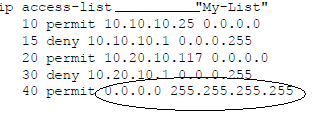 ip access-list__________"My-List"
10 permit 10.10.10.25 0.0.0.0
15 deny 10.10.10.1 0.0.0.255
20 permit 10.20.10.117 0.0.0.0
30 deny 10.20.10.1 0.0.0.255
40 permit 0.0.0.0 255.255.255.255